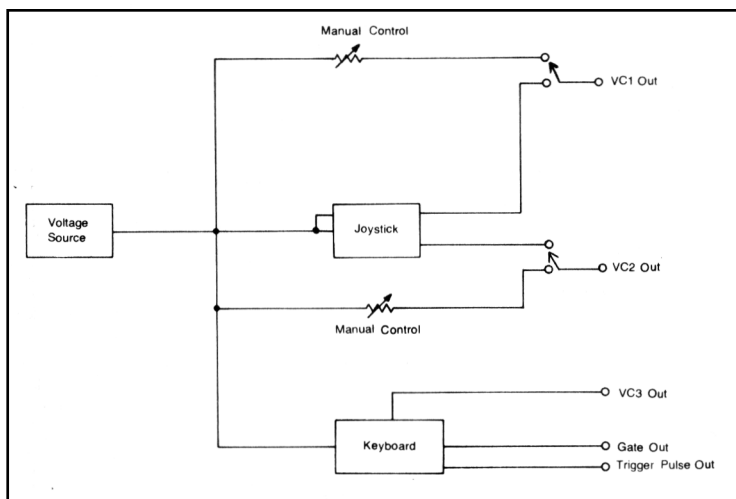 Manual Control
VC1 Out
Voltage
Source
Joystick
VC2 Out
Manual Control
VC3 Out
Keyboard
Gate Out
Trigger Pulse Out